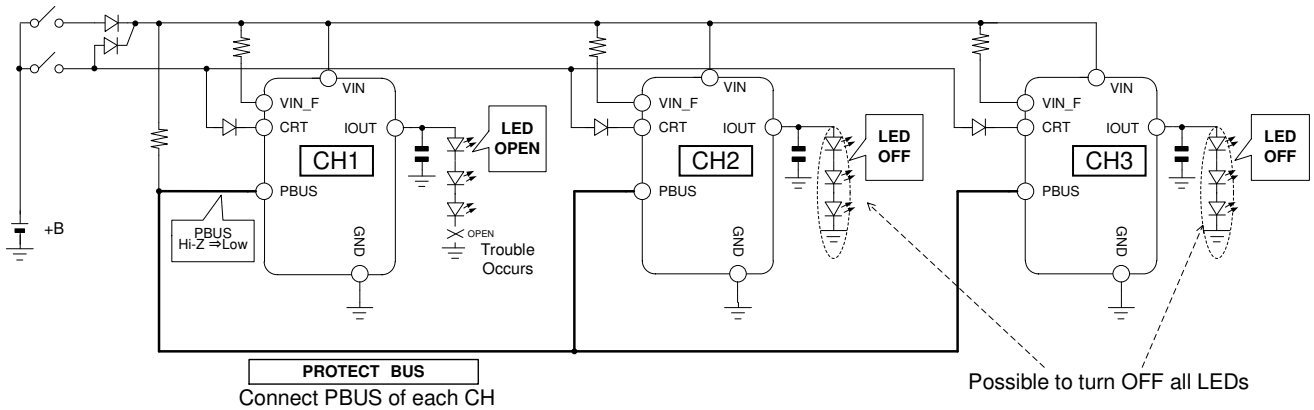 VIN
VIN_F
CRT
IOUT
CH1
PBUS
GND
LED
OPEN
OPEN
Trouble
Occurs
PBUS
Hi-Z ⇒Low
+B
VIN
VIN_F
CRT
IOUT
CH2
PBUS
GND
LED
OFF
VIN
VIN_F
CRT
IOUT
CH3
PBUS
GND
LED
OFF
PROTECT BUS
Connect PBUS of each CH
Possible to turn OFF all LEDs